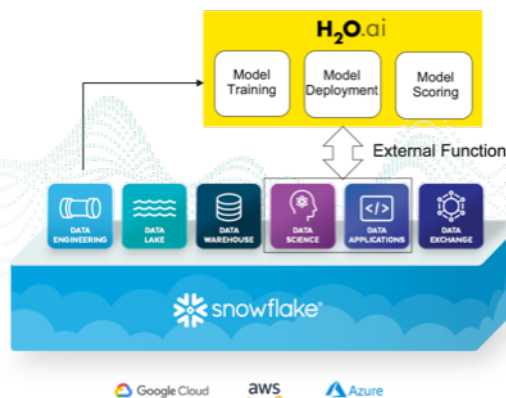 H2O.ai
Model
Training
Model
Deployment
Model
Scoring
External Function
DATA
ENGINEERING
DATA
LAKE
DATA
WAREHOUSE
DATA
SCIENCE
</>
DATA
APPLICATIONS
DATA
EXCHANGE
snowflake®
Google Cloud
aws
Azure